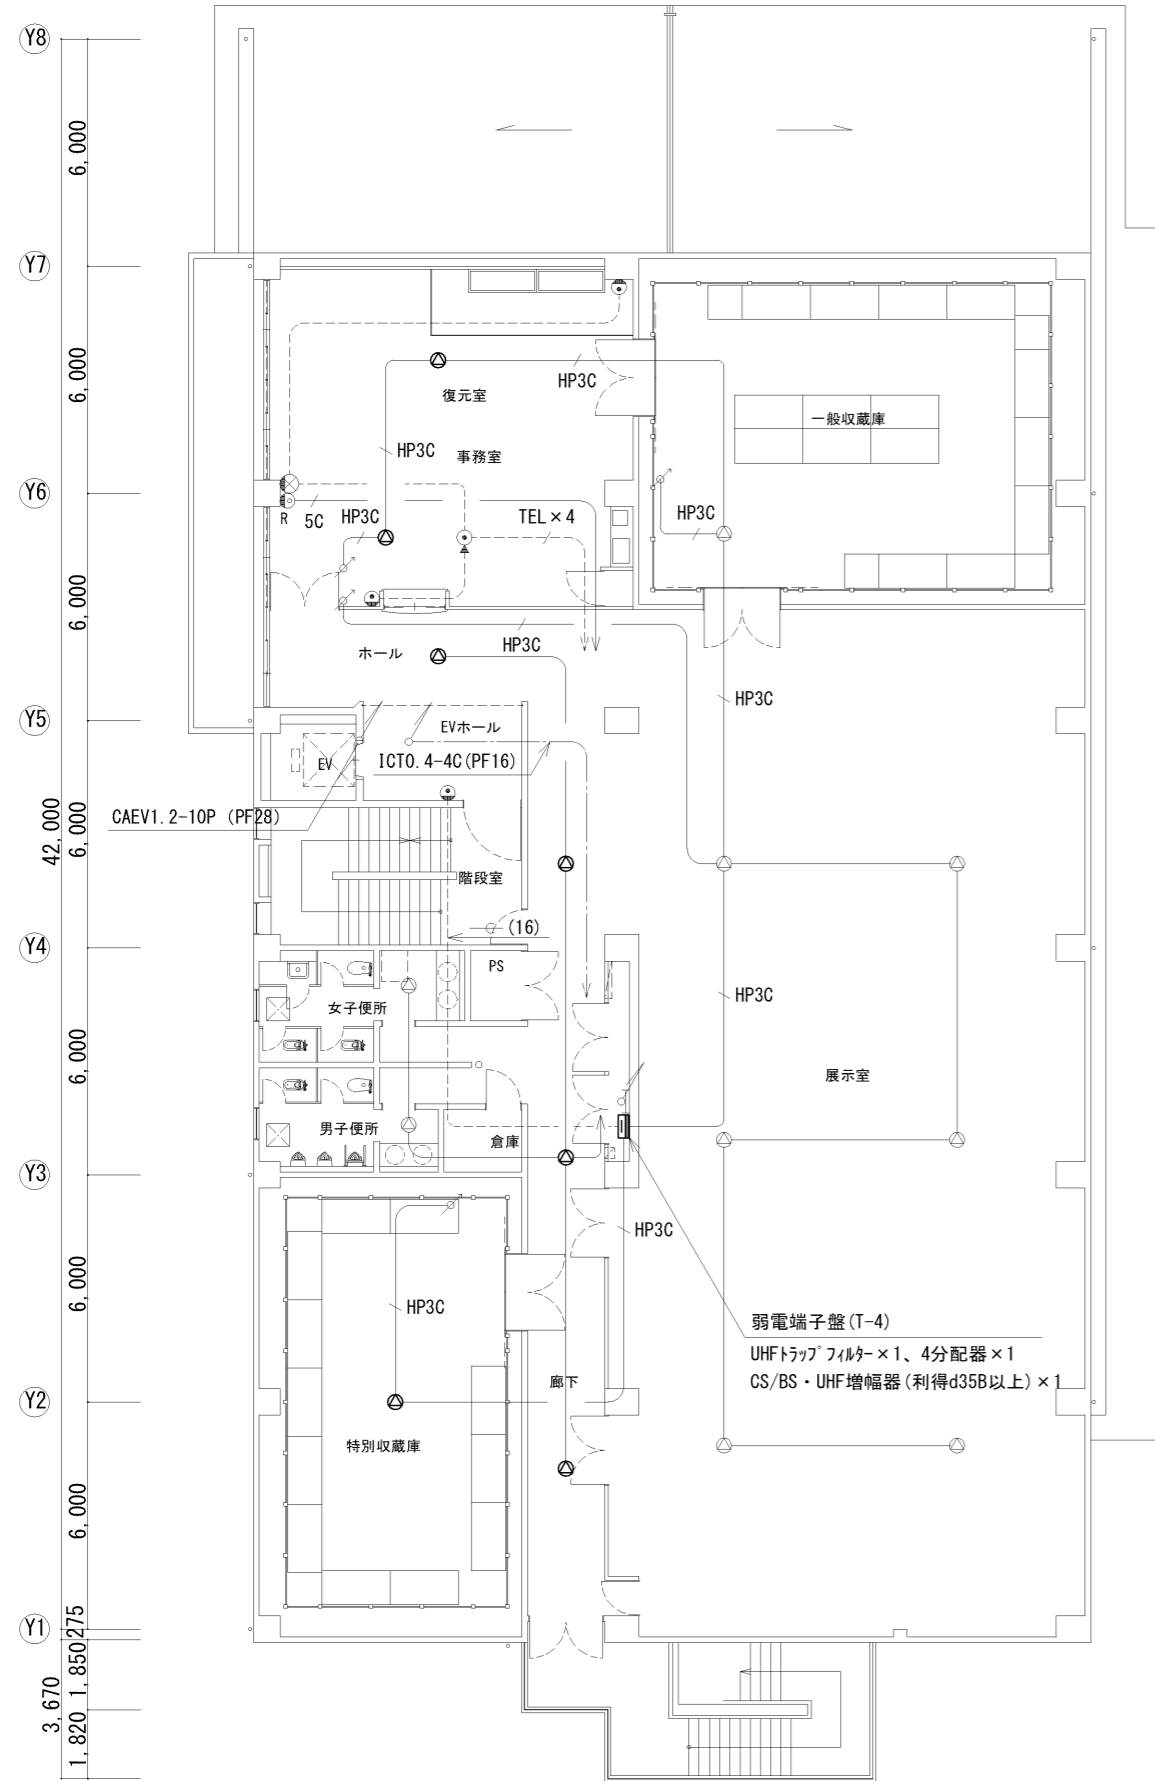 Y8
6,000
Y7
6,000
復元室
HP3C
一般収蔵庫
HP3C
事務室
Y6
R
5C
HP3C
TEL×4
HP3C
6,000
ホール
HP3C
HP3C
Y5
EVホール
EV
ICT0.4-4C(PF16)
CAEV1.2-10P (PF28)
42,000
6,000
階段室
(16)
Y4
PS
女子便所
HP3C
6,000
展示室
男子便所
倉庫
Y3
HP3C
6,000
HP3C
弱電端子盤(T-4)
UHFトラップフィルター×1、4分配器×1
CS/BS・UHF増幅器(利得d35B以上)×1
廊下
Y2
特別収蔵庫
6,000
Y1
275
1,850
3,670
1,820